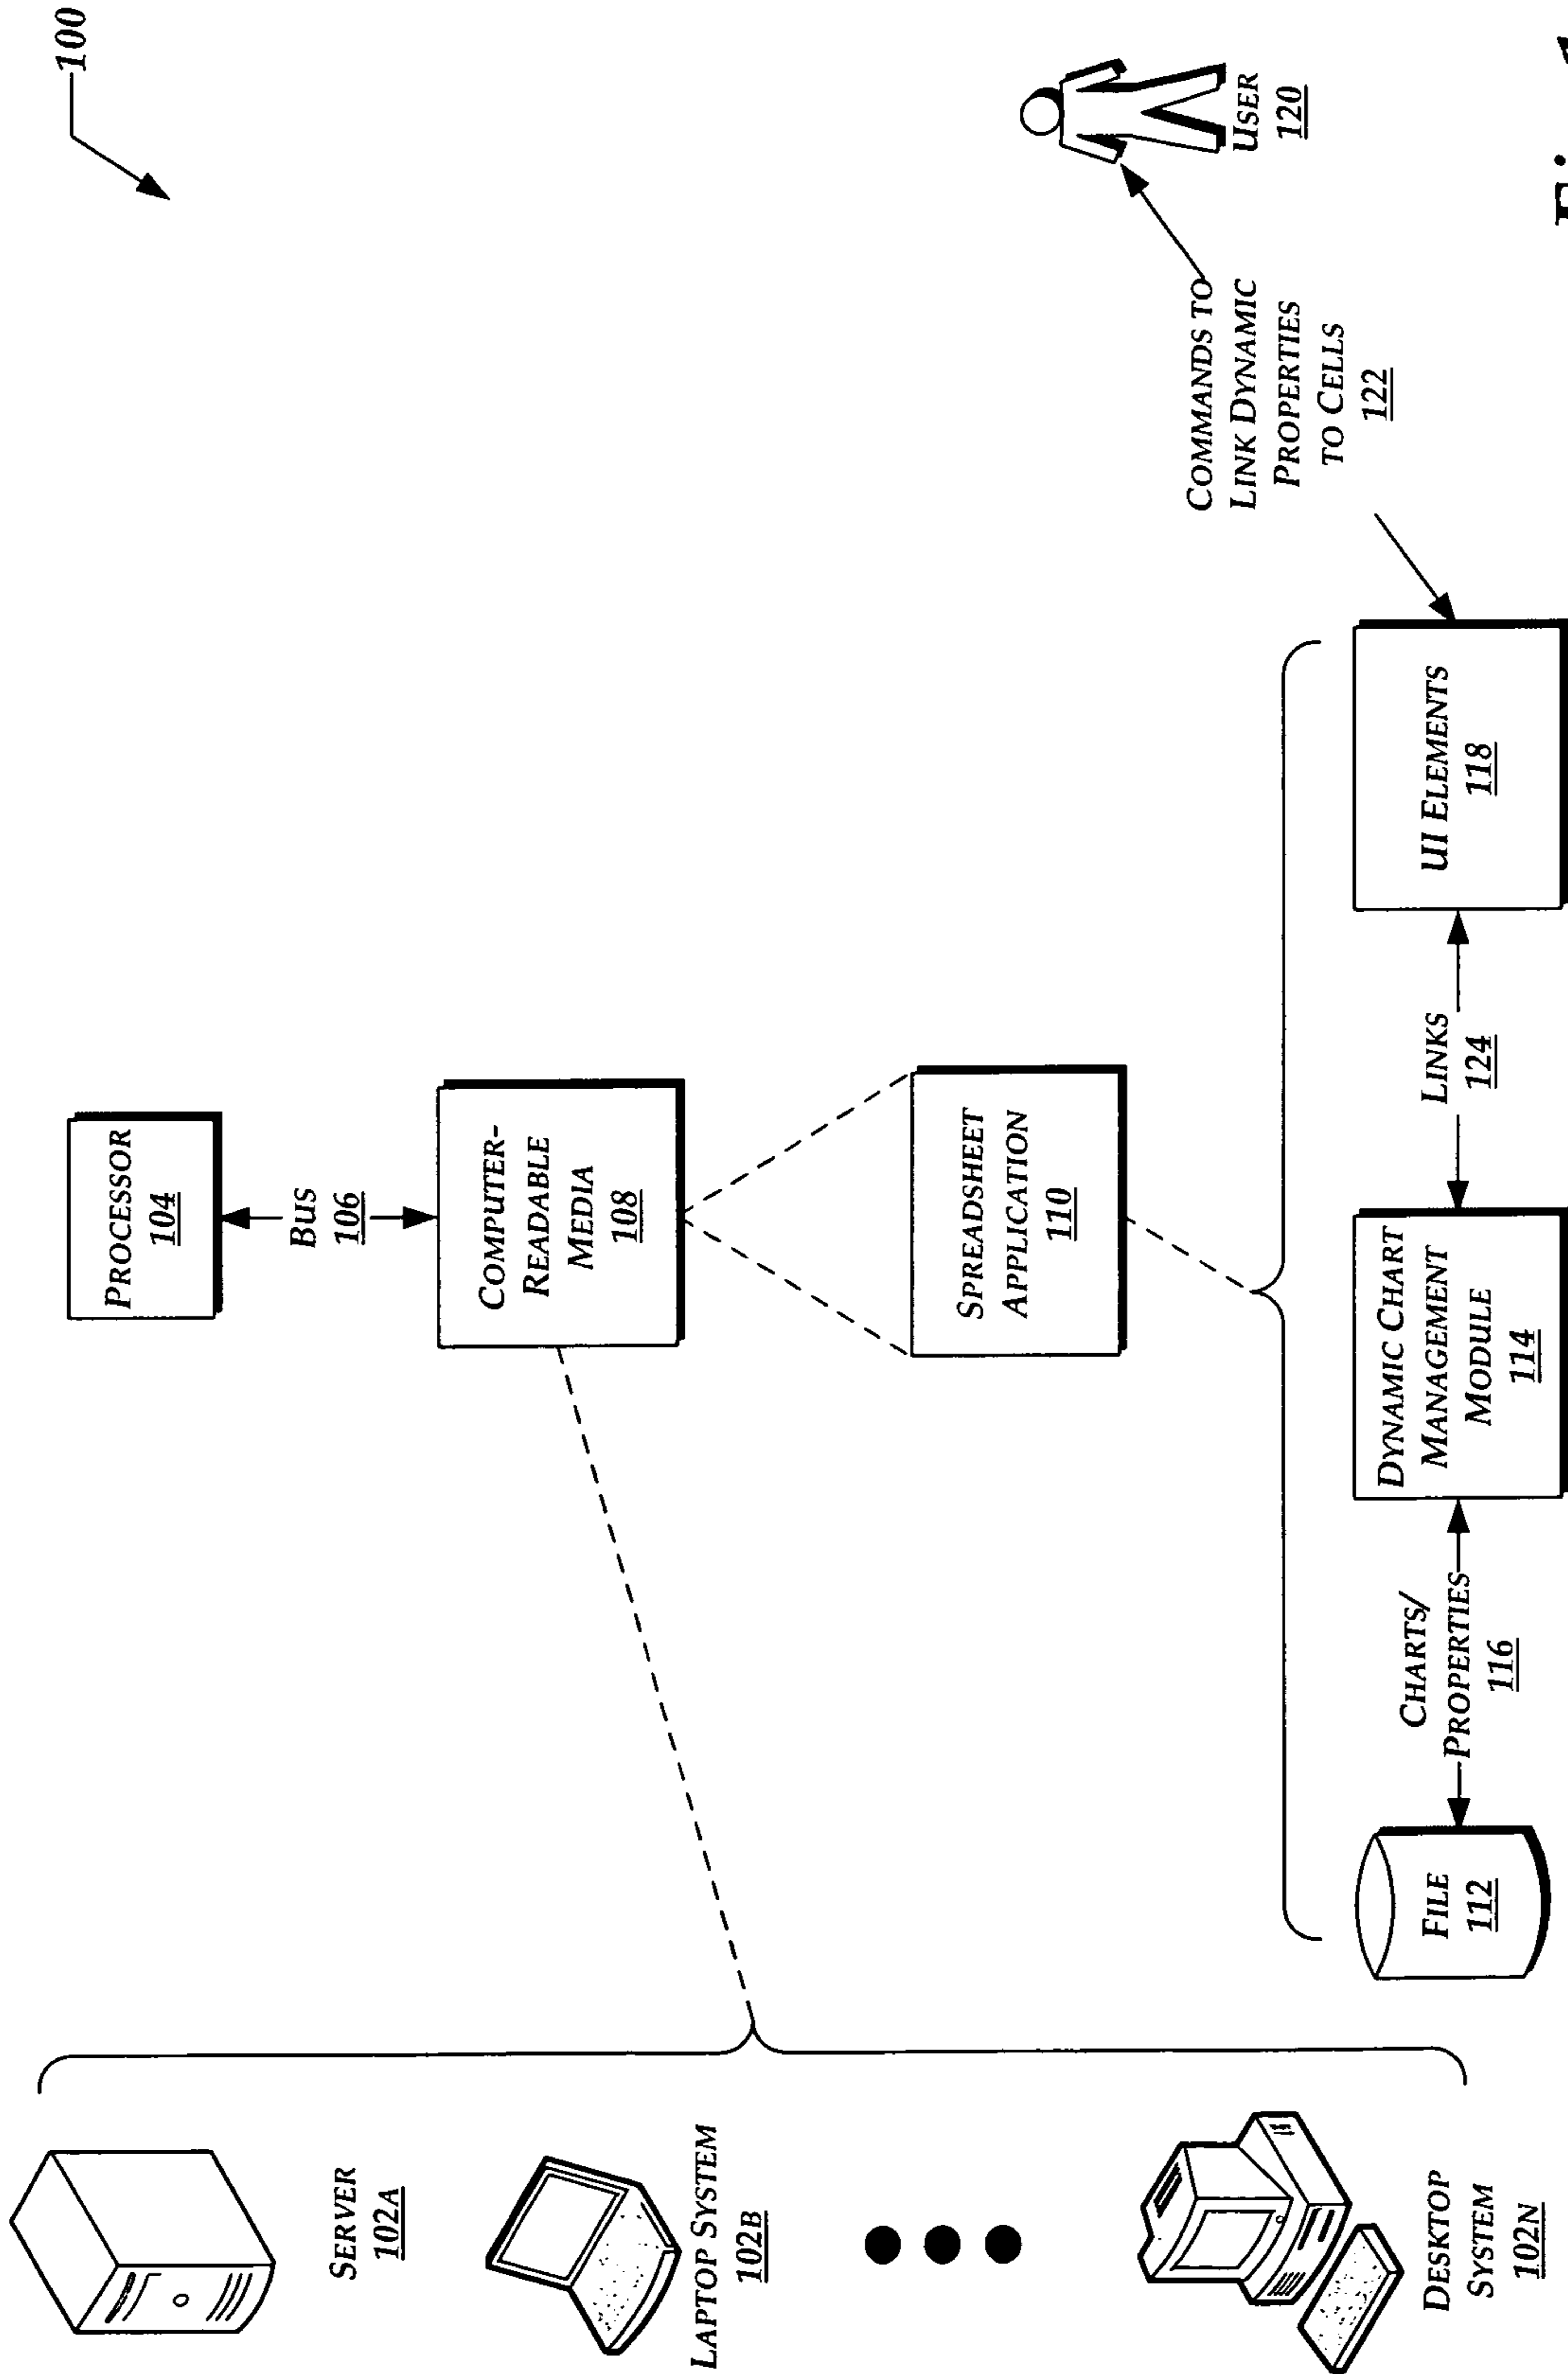 100
SERVER
102A
LAPTOP SYSTEM
102B
DESKTOP
SYSTEM
102N
PROCESSOR
104
BUS
106
COMPUTER-
READABLE
MEDIA
108
SPREADSHEET
APPLICATION
110
FILE
112
CHARTS/
PROPERTIES
116
DYNAMIC CHART
MANAGEMENT
MODULE
114
LINKS
124
UI ELEMENTS
118
COMMANDS TO
LINK DYNAMIC
PROPERTIES
TO CELLS
122
USER
120